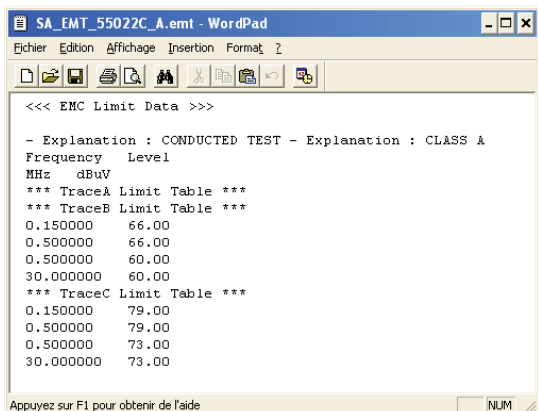 SA_EMT_55022C_A.emt - WordPad
Fichier Edition Affichage Insertion Format ?
<<< EMC Limit Data >>>
- Explanation : CONDUCTED TEST - Explanation : CLASS A
Frequency Level
MHz dBuV
*** TraceA Limit Table ***
*** TraceB Limit Table ***
0.150000 66.00
0.500000 66.00
0.500000 60.00
30.000000 60.00
*** TraceC Limit Table ***
0.150000 79.00
0.500000 79.00
0.500000 73.00
30.000000 73.00
Appuyez sur F1 pour obtenir de l'aide NUM